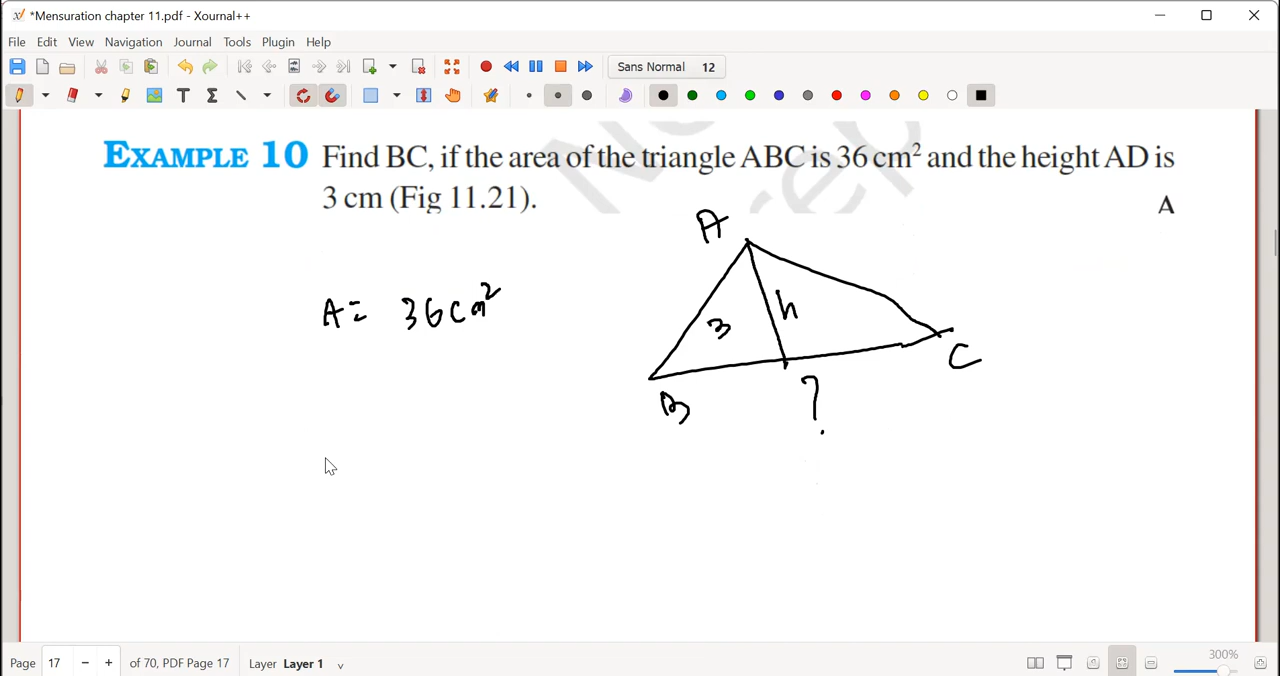 *Mensuration chapter 11.pdf - Xournal++
File Edit View Navigation Journal Tools Plugin Help
Sans Normal 12
EXAMPLE 10 Find BC, if the area of the triangle ABC is 36 cm² and the height AD is
3 cm (Fig 11.21).
A
A
A = 36 cm²
h
3
C
B
?
Page 17 of 70, PDF Page 17 Layer Layer 1 300%